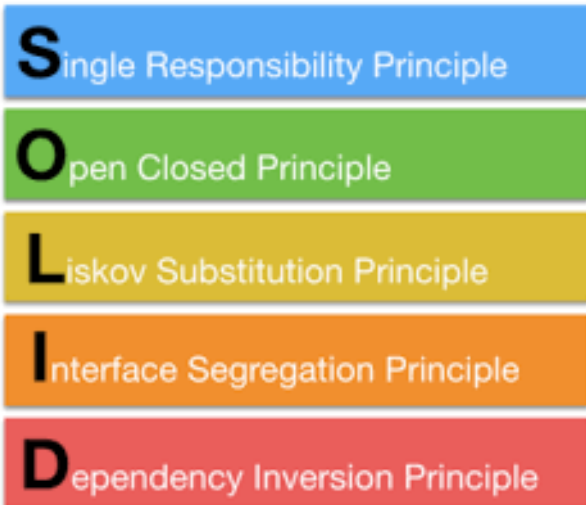 Single Responsibility Principle
Open Closed Principle
Liskov Substitution Principle
Interface Segregation Principle
Dependency Inversion Principle